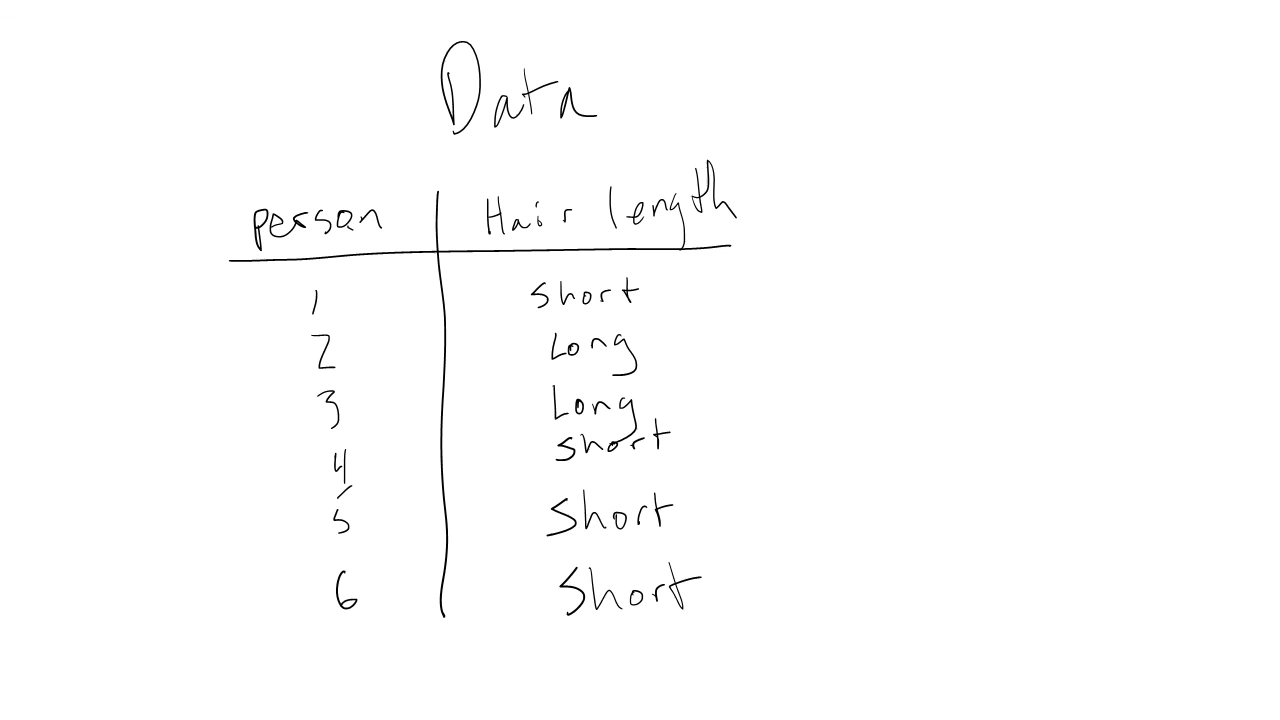 Data
person Hair length
1 short
2 Long
3 Long
4 short
5 Short
6 Short